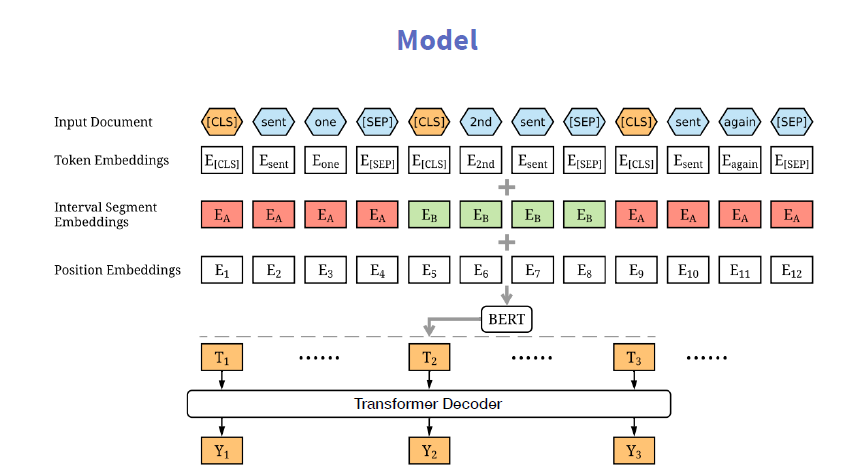 Model
Input Document [CLS] sent one [SEP] [CLS] 2nd sent [SEP] [CLS] sent again [SEP]
Token Embeddings E[CLS] Esent Eone E[SEP] E[CLS] E2nd Esent E[SEP] E[CLS] Esent Eagain E[SEP]
+
Interval Segment
Embeddings EA EA EA EA EB EB EB EB EA EA EA EA
+
Position Embeddings E1 E2 E3 E4 E5 E6 E7 E8 E9 E10 E11 E12
BERT
T1 ······ T2 ······ T3 ······
Transformer Decoder
Y1 Y2 Y3